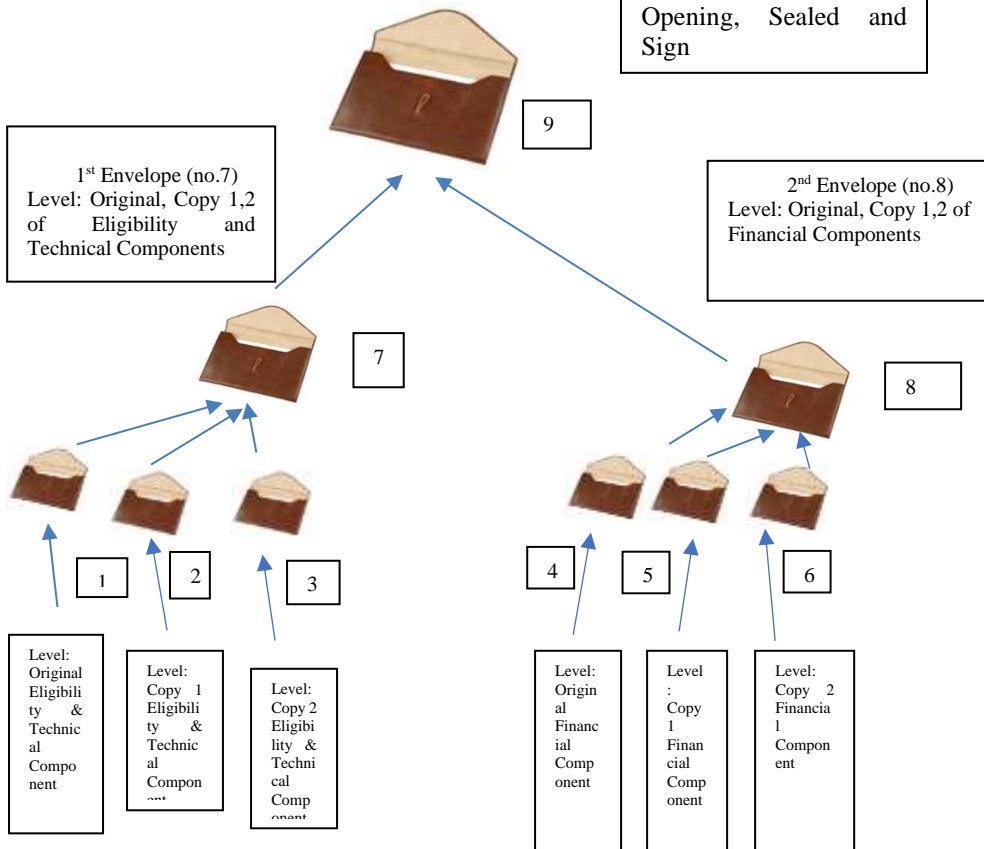 Opening, Sealed and
Sign
9
1st Envelope (no.7)
Level: Original, Copy 1,2
of Eligibility and
Technical Components
2nd Envelope (no.8)
Level: Original, Copy 1,2 of
Financial Components
7
8
1
2
3
4
5
6
Level:
Original
Eligibili
ty &
Technic
al
Compo
nent
Level:
Copy 1
Eligibili
ty &
Technic
al
Compon
ent
Level:
Copy 2
Eligibi
lity &
Techni
cal
Comp
onent
Level:
Origin
al
Financ
ial
Comp
onent
Level
:
Copy
1
Finan
cial
Comp
onent
Level:
Copy 2
Financia
l
Compon
ent